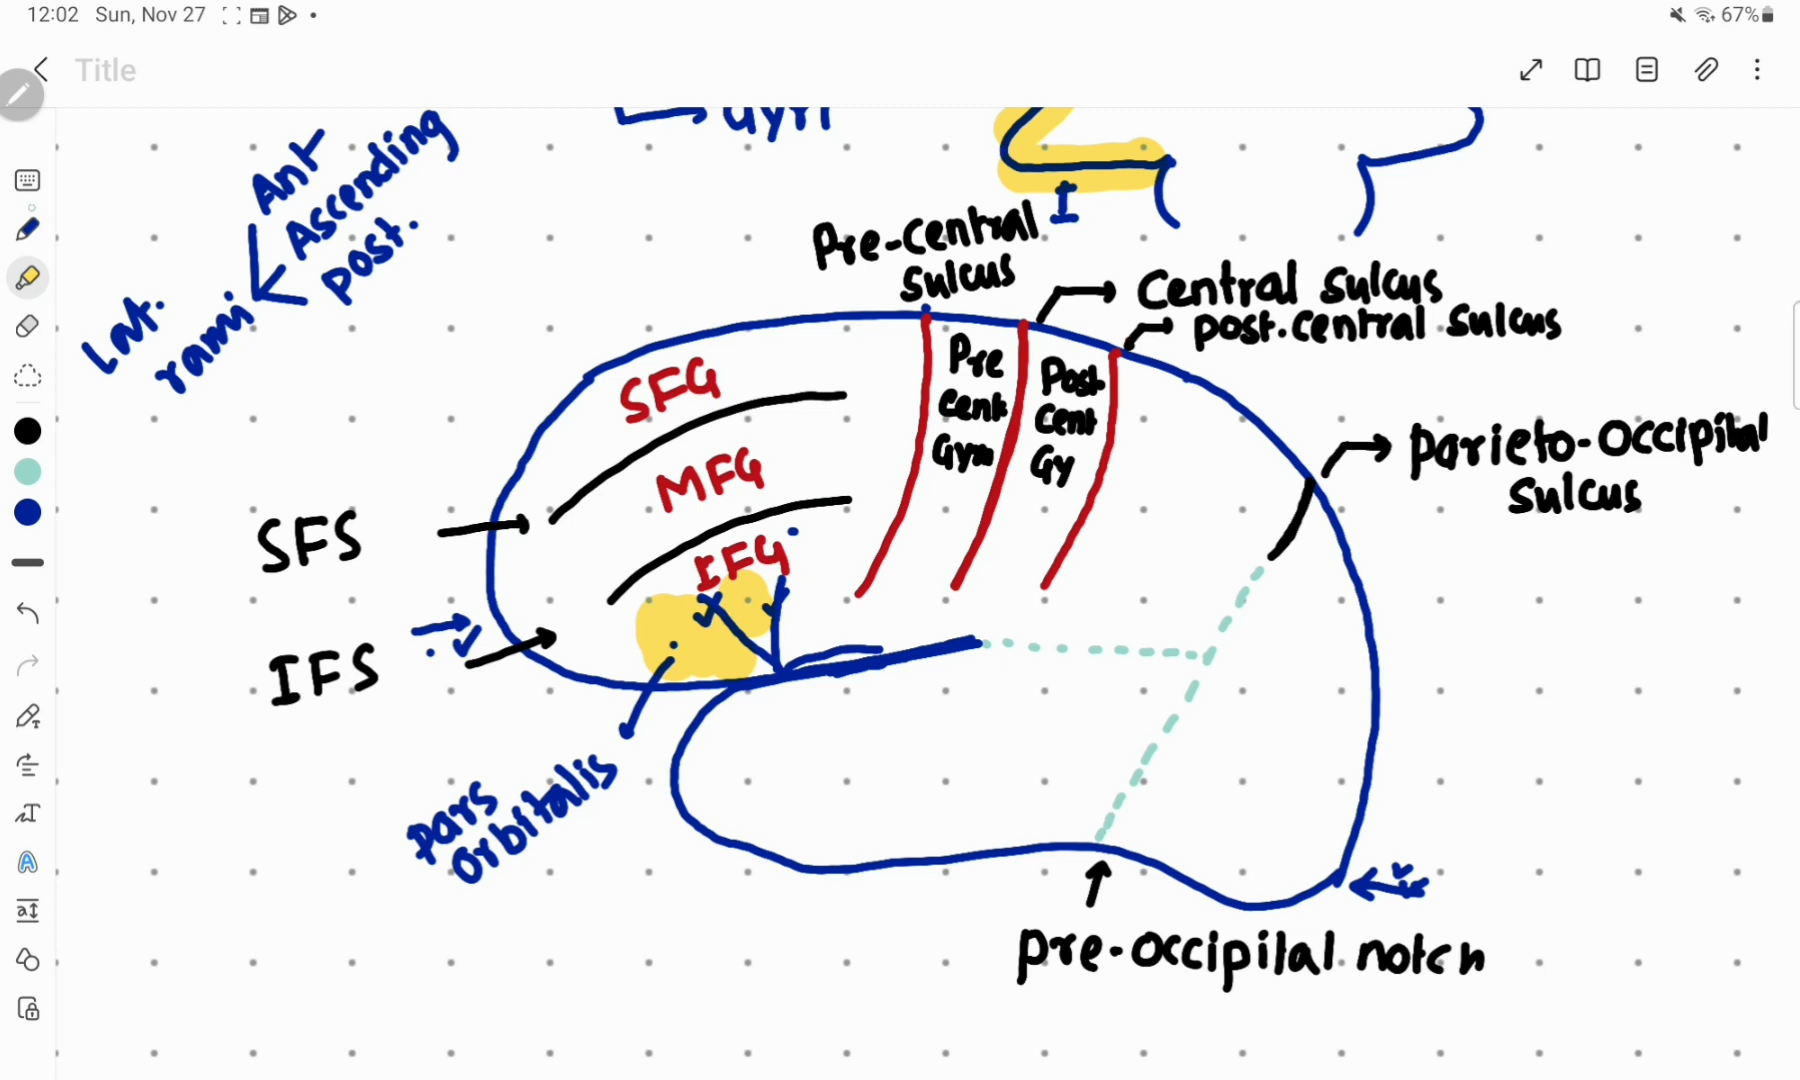 12:02 Sun, Nov 27
67%
Title
Gyri
I
Ant
Ascending
Post.
Lat.
rami
Pre-central
Sulcus
Central Sulcus
Post.central Sulcus
SFG
Pre
Cent
Gyrn
Post.
Cent
Gy
MFG
Parieto-Occipital
Sulcus
SFS
IFG
IFS
Pars
Orbitalis
Pre-occipital notch